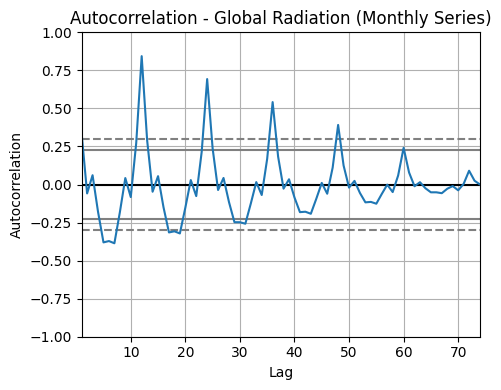 Autocorrelation - Global Radiation (Monthly Series)
1.00
0.75
0.50
0.25
0.00
−0.25
−0.50
−0.75
−1.00
Autocorrelation
10 20 30 40 50 60 70
Lag